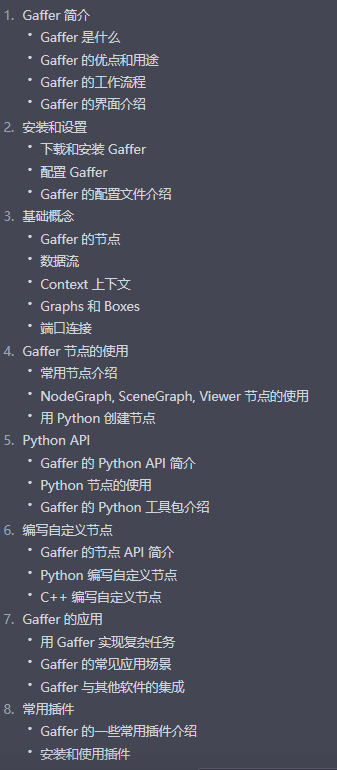 1. Gaffer 简介
• Gaffer 是什么
• Gaffer 的优点和用途
• Gaffer 的工作流程
• Gaffer 的界面介绍
2. 安装和设置
• 下载和安装 Gaffer
• 配置 Gaffer
• Gaffer 的配置文件介绍
3. 基础概念
• Gaffer 的节点
• 数据流
• Context 上下文
• Graphs 和 Boxes
• 端口连接
4. Gaffer 节点的使用
• 常用节点介绍
• NodeGraph, SceneGraph, Viewer 节点的使用
• 用 Python 创建节点
5. Python API
• Gaffer 的 Python API 简介
• Python 节点的使用
• Gaffer 的 Python 工具包介绍
6. 编写自定义节点
• Gaffer 的节点 API 简介
• Python 编写自定义节点
• C++ 编写自定义节点
7. Gaffer 的应用
• 用 Gaffer 实现复杂任务
• Gaffer 的常见应用场景
• Gaffer 与其他软件的集成
8. 常用插件
• Gaffer 的一些常用插件介绍
• 安装和使用插件